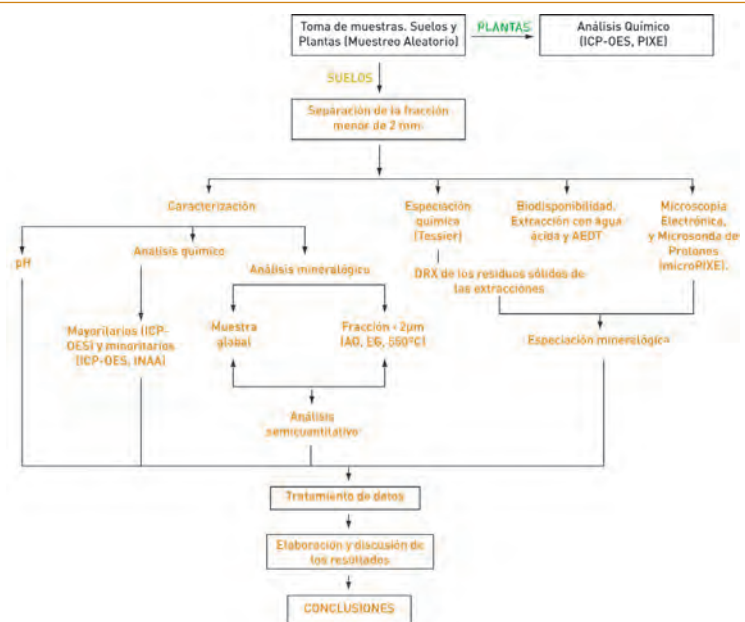 Toma de muestras. Suelos y
Plantas (Muestreo Aleatorio)
PLANTAS
Análisis Químico
(ICP-OES, PIXE)
SUELOS
Separación de la fracción
menor de 2 mm.
Caracterización
Especiación
química
(Tessier)
Biodisponibilidad.
Extracción con agua
ácida y AEDT
Microscopia
Electrónica,
y Microsonda de
Protones
(microPIXE).
pH
Análisis químico
Análisis mineralógico
DRX de los residuos sólidos de
las extracciones
Mayoritarios (ICP-
OES) y minoritarios
(ICP-OES, INAA)
Muestra
global
Fracción < 2µm
(AO, EG, 550ºC)
Especiación mineralógica
Análisis
semicuantitativo
Tratamiento de datos
Elaboración y discusión de
los resultados
CONCLUSIONES